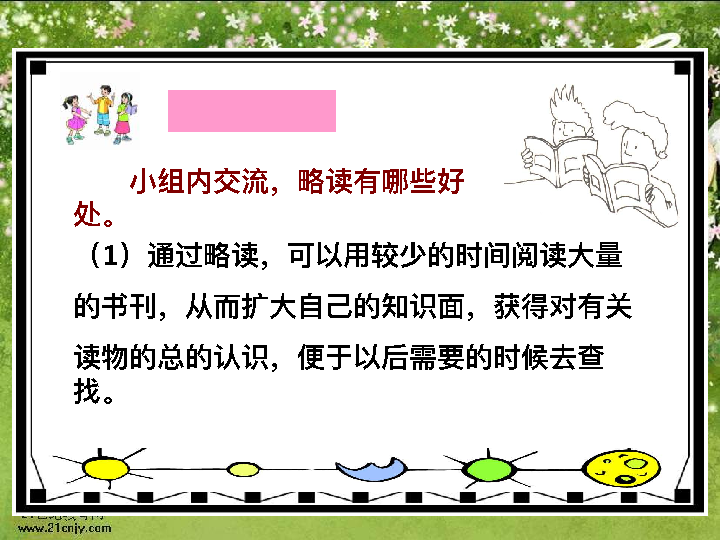 小组内交流，略读有哪些好
处。
（1）通过略读，可以用较少的时间阅读大量
的书刊，从而扩大自己的知识面，获得对有关
读物的总的认识，便于以后需要的时候去查
找。
www.21cnjy.com